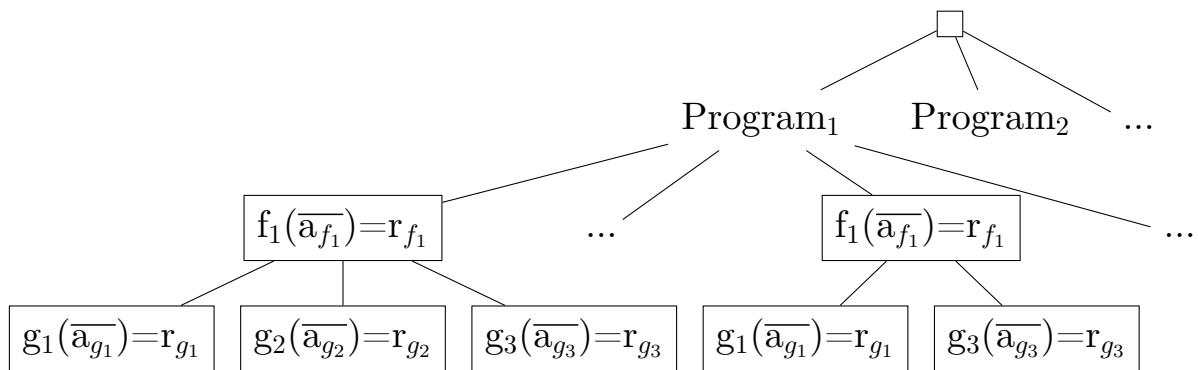 Program₁ Program₂ ...
f₁(a̅_f₁)=r_f₁ ... f₁(a̅_f₁)=r_f₁ ...
g₁(a̅_g₁)=r_g₁ g₂(a̅_g₂)=r_g₂ g₃(a̅_g₃)=r_g₃ g₁(a̅_g₁)=r_g₁ g₃(a̅_g₃)=r_g₃